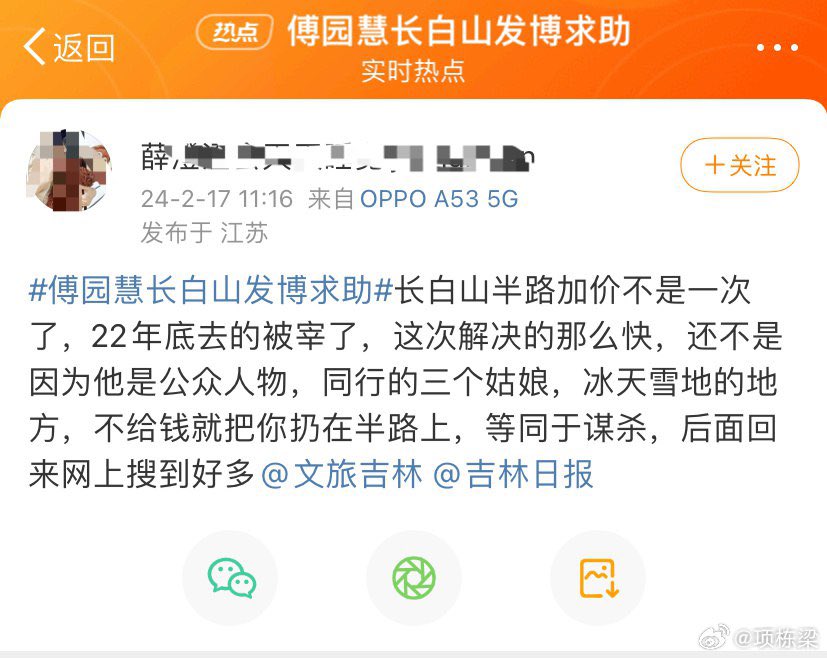 返回
热点 傅园慧长白山发博求助
实时热点
薛
+关注
24-2-17 11:16 来自 OPPO A53 5G
发布于 江苏
#傅园慧长白山发博求助#长白山半路加价不是一次
了，22年底去的被宰了，这次解决的那么快，还不是
因为他是公众人物，同行的三个姑娘，冰天雪地的地
方，不给钱就把你扔在半路上，等同于谋杀，后面回
来网上搜到好多@文旅吉林 @吉林日报
@项栋梁